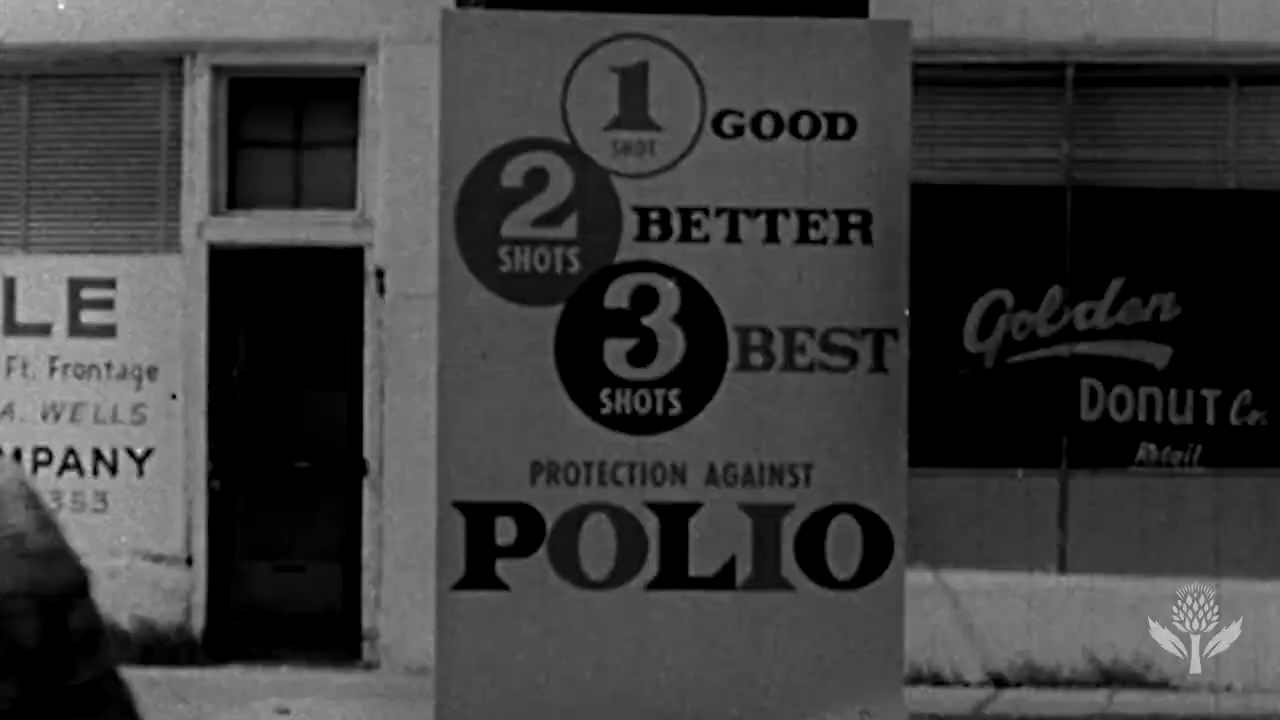 LE
Ft. Frontage
A. WELLS
MPANY
353
1
SHOT
GOOD
2
SHOTS
BETTER
3
SHOTS
BEST
PROTECTION AGAINST
POLIO
Golden
DONUT Co.
Retail